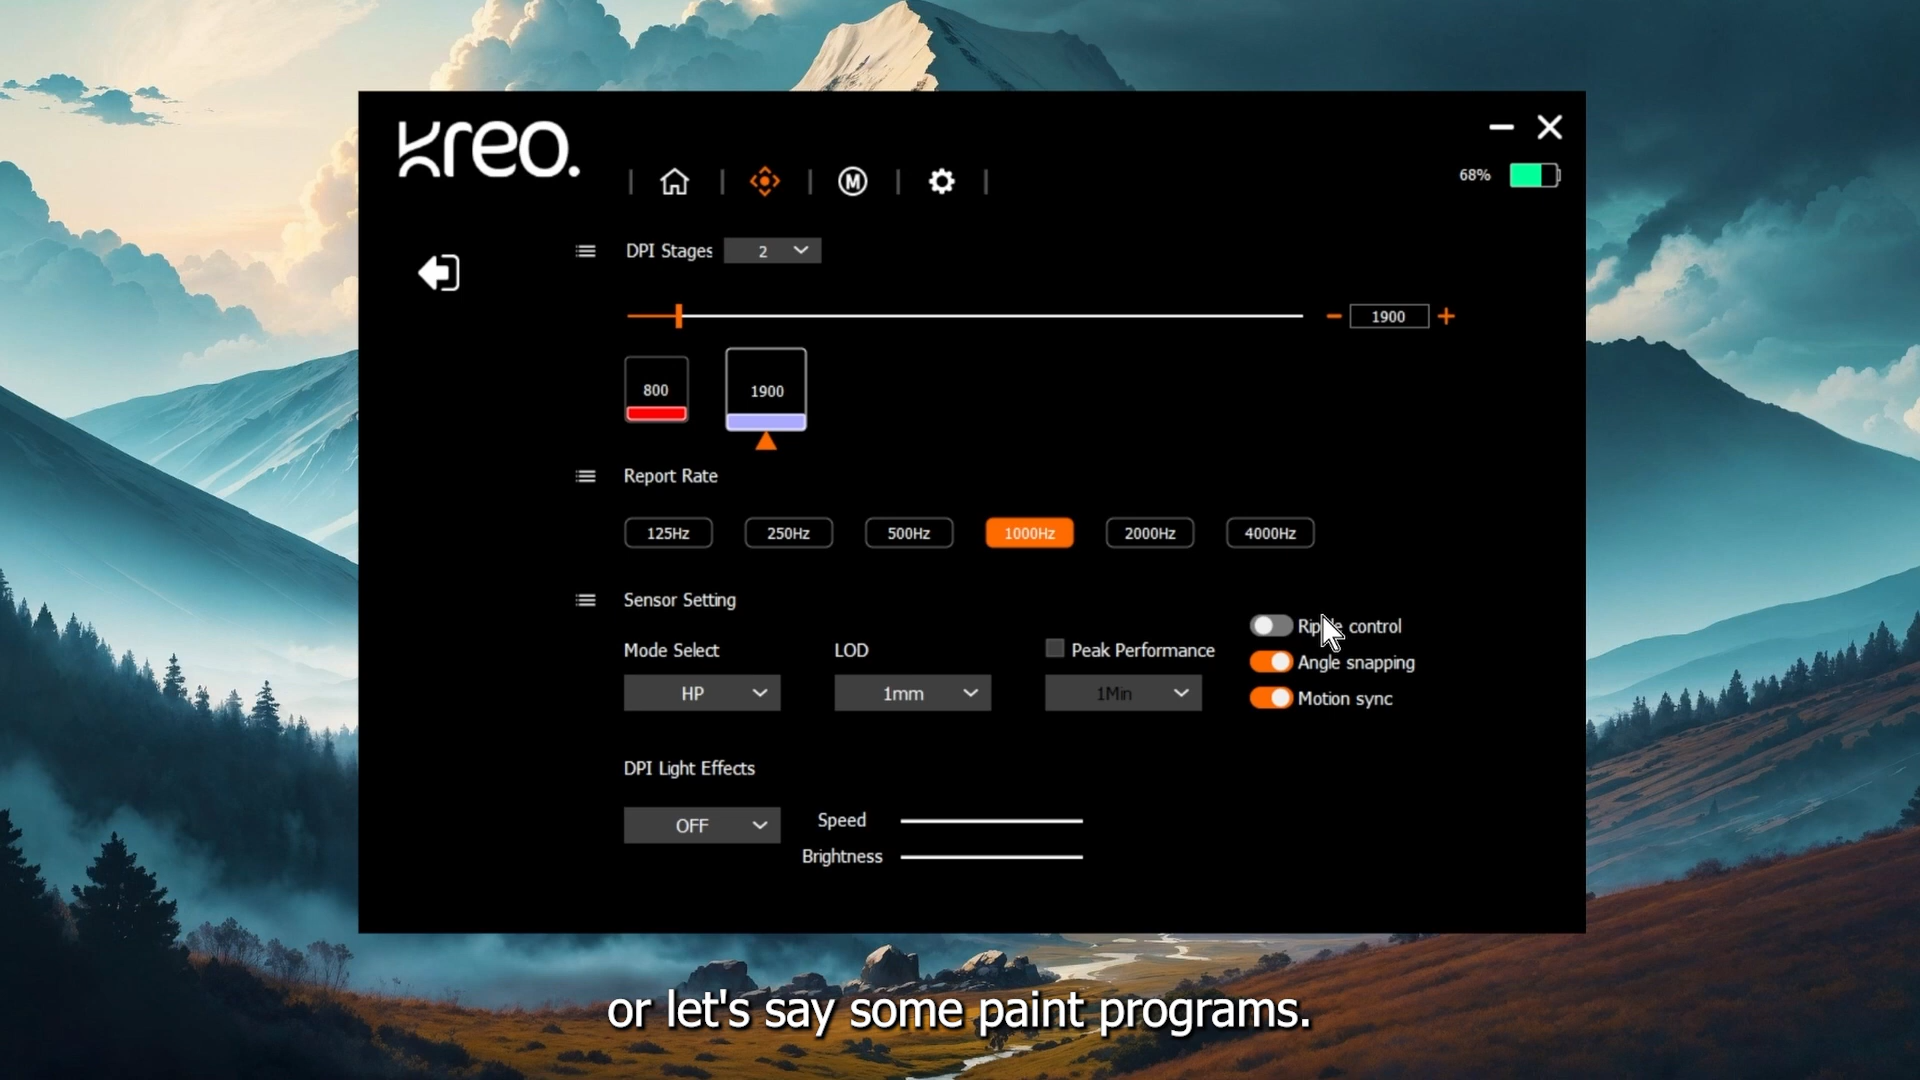 kreo.
68%
DPI Stages 2
1900
800 1900
Report Rate
125Hz 250Hz 500Hz 1000Hz 2000Hz 4000Hz
Sensor Setting
Ripple control
Mode Select LOD Peak Performance
Angle snapping
HP 1mm 1Min
Motion sync
DPI Light Effects
OFF Speed
Brightness
or let's say some paint programs.